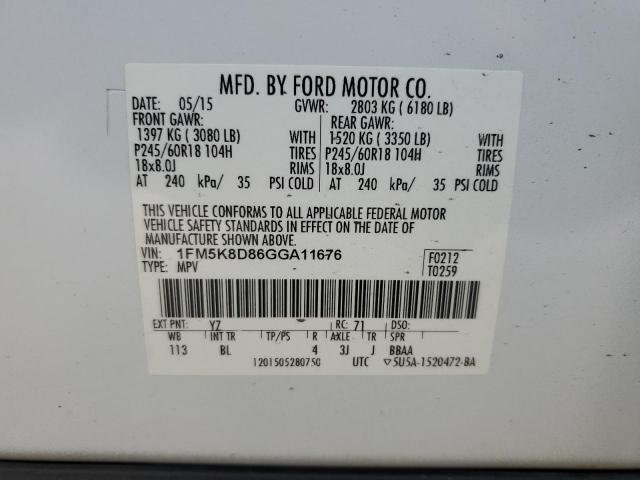 MFD. BY FORD MOTOR CO.
DATE: 05/15 GVWR: 2803 KG ( 6180 LB)
FRONT GAWR: REAR GAWR:
1397 KG ( 3080 LB) WITH 1520 KG ( 3350 LB) WITH
P245/60R18 104H TIRES P245/60R18 104H TIRES
18x8.0J RIMS 18x8.0J RIMS
AT 240 kPa/ 35 PSI COLD AT 240 kPa/ 35 PSI COLD
THIS VEHICLE CONFORMS TO ALL APPLICABLE FEDERAL MOTOR
VEHICLE SAFETY STANDARDS IN EFFECT ON THE DATE OF
MANUFACTURE SHOWN ABOVE.
VIN: 1FM5K8D86GGA11676 F0212
TYPE: MPV T0259
EXT PNT: YZ RC: 71 DSO:
WB INT TR TP/PS R AXLE TR SPR
113 BL 4 3J J BBAA
1201505280750 UTC ▽5U5A-1520472-BA